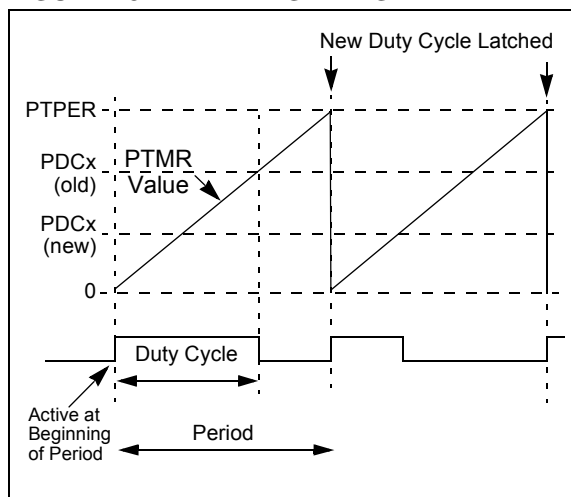 New Duty Cycle Latched
PTPER
PDCx
(old)
PTMR
Value
PDCx
(new)
0
Duty Cycle
Active at
Beginning
of Period
Period